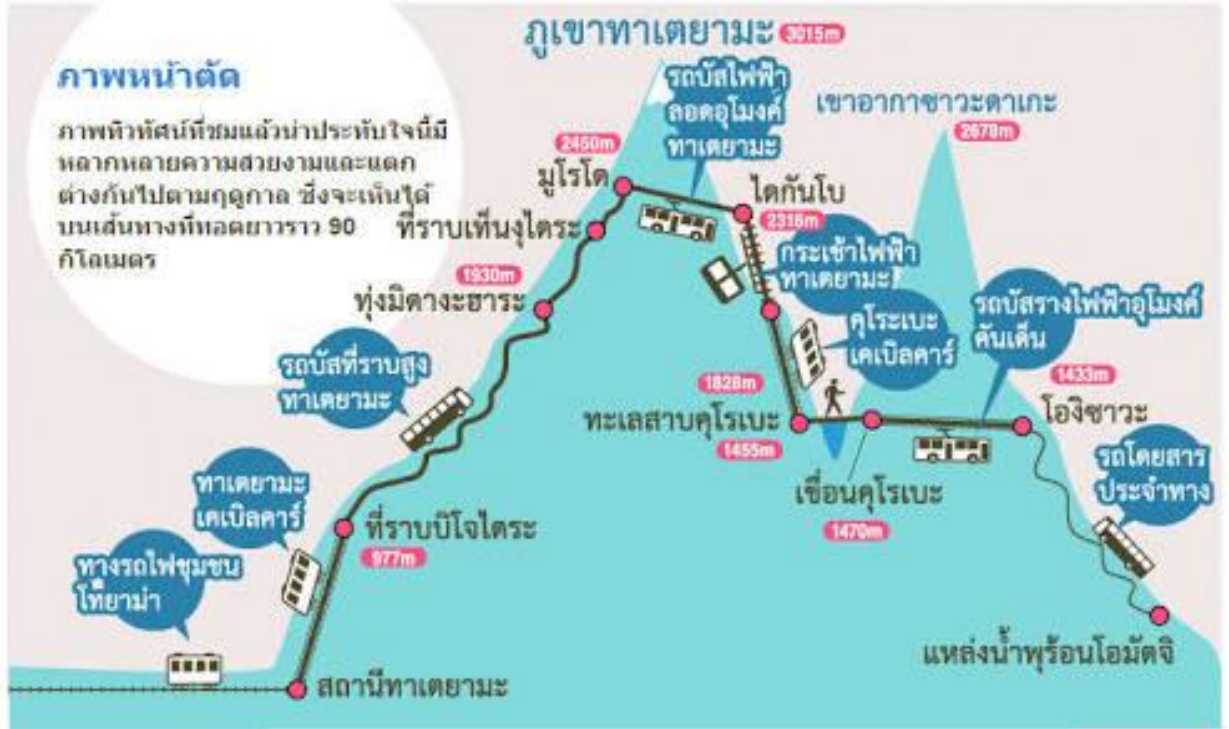 ภาพหน้าตัด
ภาพทิวทัศน์ที่ชมแล้วน่าประทับใจนี้มี
หลากหลายความสวยงามและแตก
ต่างกันไปตามฤดูกาล ซึ่งจะเห็นได้
บนเส้นทางที่ทอดยาวราว 90
กิโลเมตร
ภูเขาทาเตยามะ 3015m
รถบัสไฟฟ้า
ลอดอุโมงค์
ทาเตยามะ
เขาอากาซาวะดาเกะ
2678m
2450m
มูโรโด
ไดกันโบ
2316m
ที่ราบเท็นงุไดระ
กระเช้าไฟฟ้า
ทาเตยามะ
1930m
ทุ่งมิดางะฮาระ
รถบัสรางไฟฟ้าอุโมงค์
คันเด็น
คุโระเบะ
เคเบิลคาร์
รถบัสที่ราบสูง
ทาเตยามะ
1828m
1433m
ทะเลสาบคุโรเบะ
1455m
โองิซาวะ
ทาเตยามะ
เคเบิลคาร์
รถโดยสาร
ประจำทาง
เขื่อนคุโรเบะ
1470m
ที่ราบบิโจไดระ
977m
ทางรถไฟชุมชน
โทยาม่า
แหล่งน้ำพุร้อนโอมัตจิ
สถานีทาเตยามะ